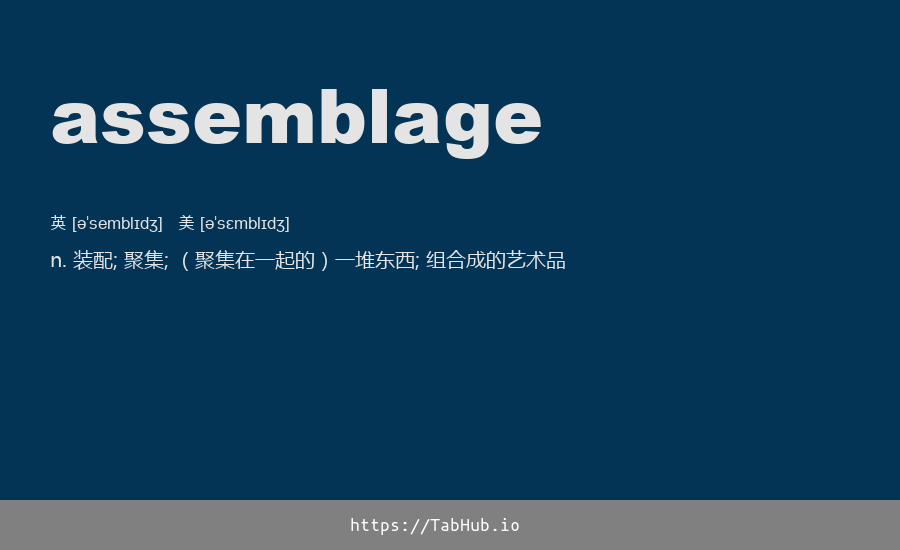 assemblage
英 [ə'semblɪdʒ] 美 [ə'sɛmblɪdʒ]
n. 装配; 聚集; （聚集在一起的）一堆东西; 组合成的艺术品
https://TabHub.io